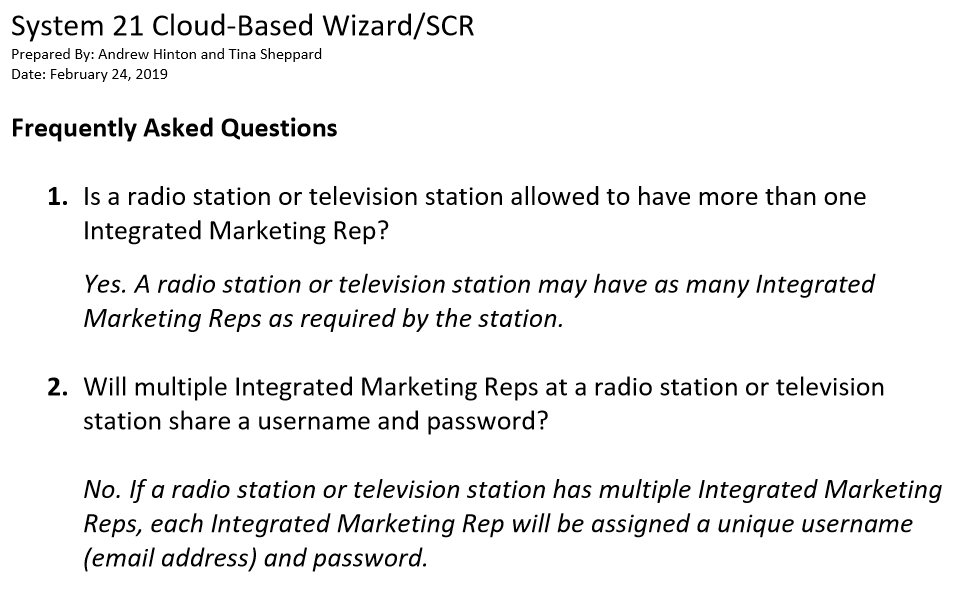 System 21 Cloud-Based Wizard/SCR
Prepared By: Andrew Hinton and Tina Sheppard
Date: February 24, 2019
Frequently Asked Questions
1. Is a radio station or television station allowed to have more than one
Integrated Marketing Rep?
Yes. A radio station or television station may have as many Integrated
Marketing Reps as required by the station.
2. Will multiple Integrated Marketing Reps at a radio station or television
station share a username and password?
No. If a radio station or television station has multiple Integrated Marketing
Reps, each Integrated Marketing Rep will be assigned a unique username
(email address) and password.